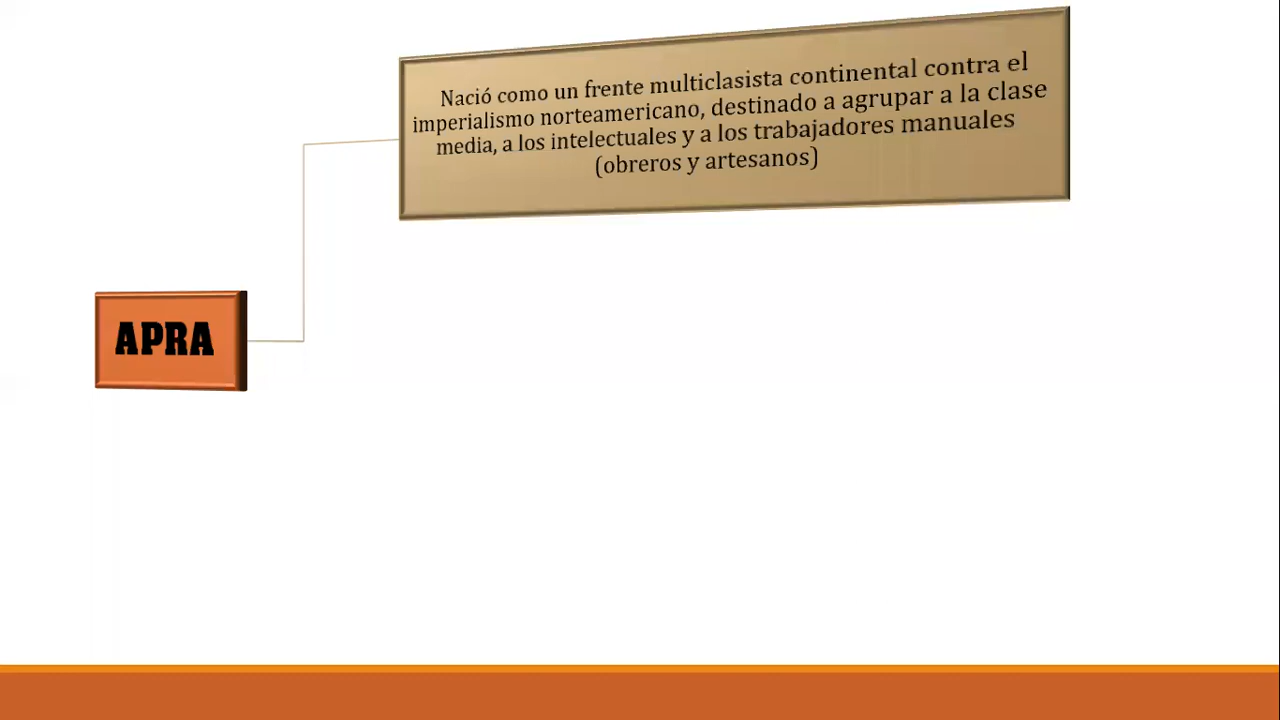 Nació como un frente multiclasista continental contra el
imperialismo norteamericano, destinado a agrupar a la clase
media, a los intelectuales y a los trabajadores manuales
(obreros y artesanos)
APRA